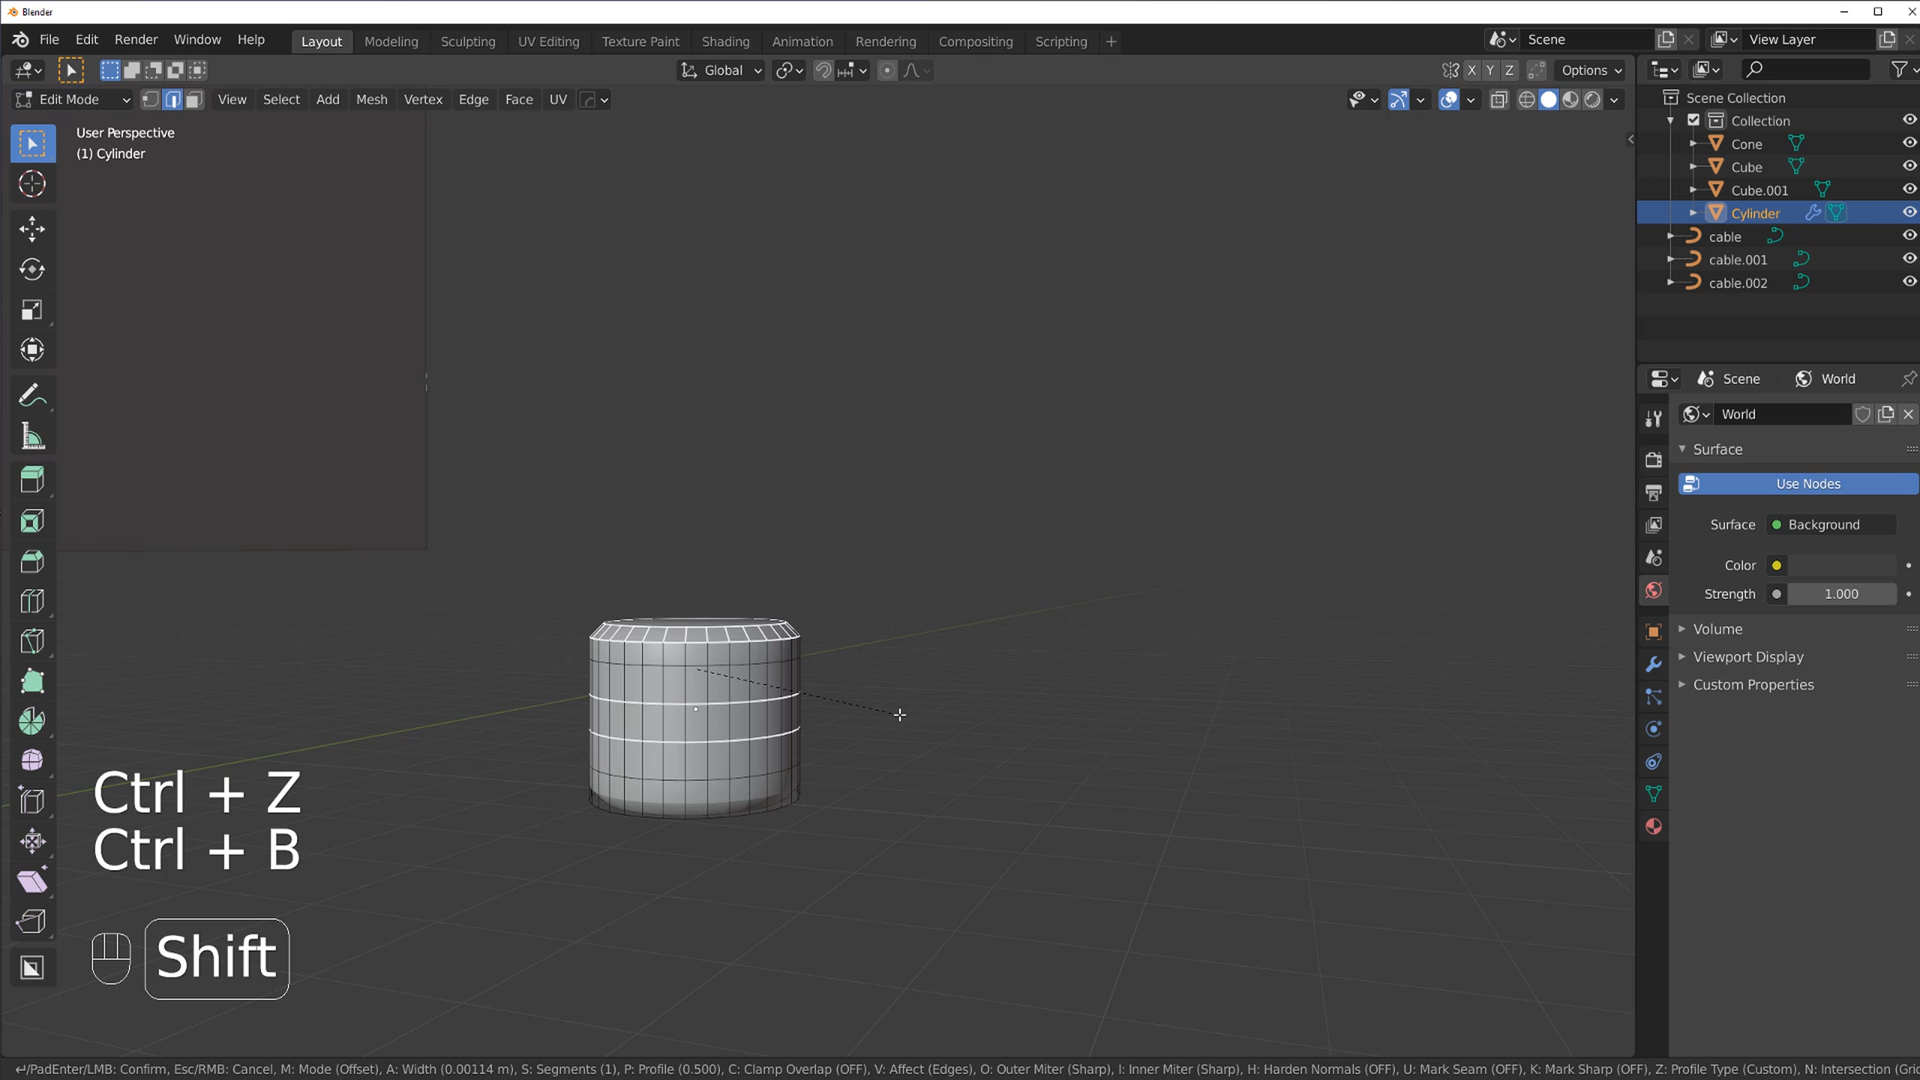 Blender
File Edit Render Window Help Layout Modeling Sculpting UV Editing Texture Paint Shading Animation Rendering Compositing Scripting + Scene View Layer
Global X Y Z Options
Edit Mode View Select Add Mesh Vertex Edge Face UV
User Perspective
(1) Cylinder
Scene Collection
Collection
Cone
Cube
Cube.001
Cylinder
cable
cable.001
cable.002
Scene World
World
Surface
Use Nodes
Surface Background
Color
Strength 1.000
Volume
Viewport Display
Custom Properties
Ctrl + Z
Ctrl + B
Shift
↵/PadEnter/LMB: Confirm, Esc/RMB: Cancel, M: Mode (Offset), A: Width (0.00114 m), S: Segments (1), P: Profile (0.500), C: Clamp Overlap (OFF), V: Affect (Edges), O: Outer Miter (Sharp), I: Inner Miter (Sharp), H: Harden Normals (OFF), U: Mark Seam (OFF), K: Mark Sharp (OFF), Z: Profile Type (Custom), N: Intersection (Gri